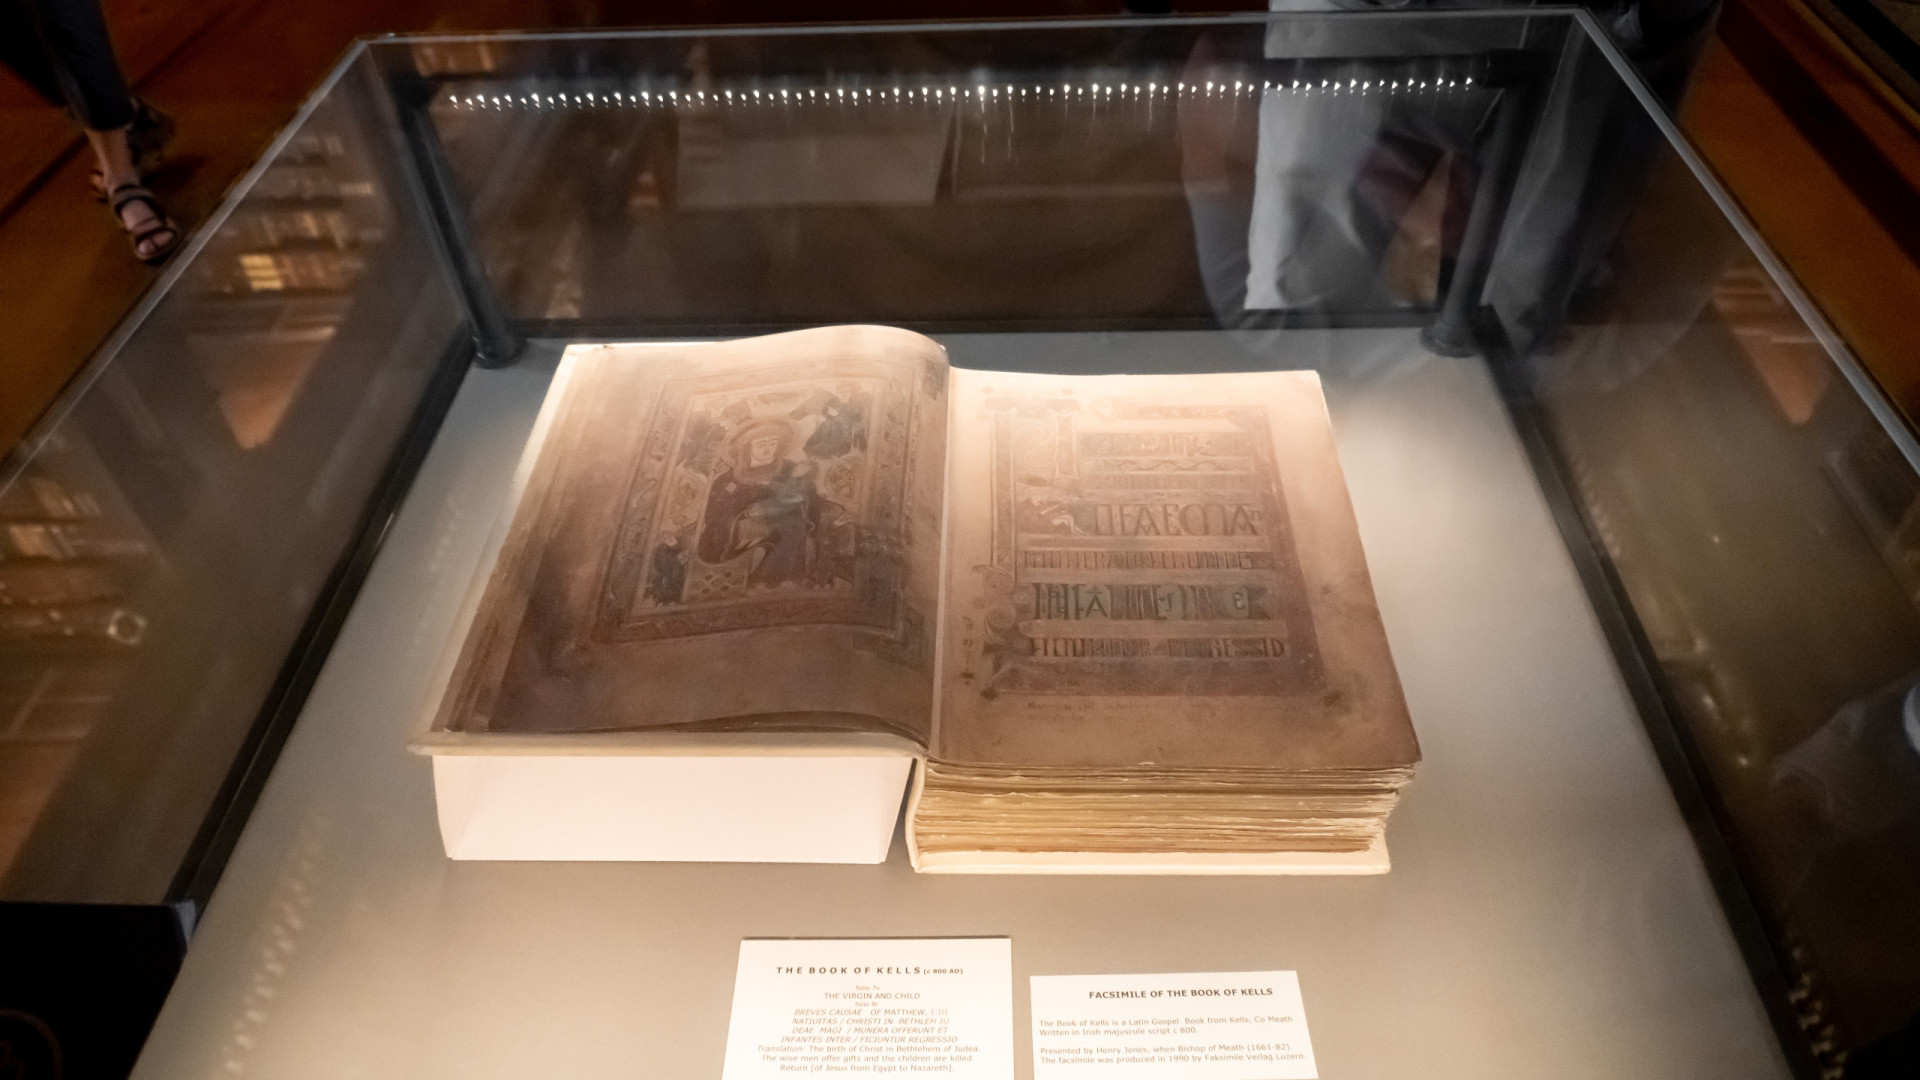 THE BOOK OF KELLS (c 800 AD)
folio 7v
THE VIRGIN AND CHILD
folio 8r
BREVES CAUSAE OF MATTHEW, I-III
NATIUITAS / CHRISTI IN BETHLEM IU
DEAE MAGI / MUNERA OFFERUNT ET
INFANTES INTER / FICIUNTUR REGRESSIO
Translation: The birth of Christ in Bethlehem of Judea.
The wise men offer gifts and the children are killed.
Return [of Jesus from Egypt to Nazareth].
FACSIMILE OF THE BOOK OF KELLS
The Book of Kells is a Latin Gospel Book from Kells, Co Meath
Written in Irish majuscule script c 800.
Presented by Henry Jones, when Bishop of Meath (1661-82).
The facsimile was produced in 1990 by Faksimile Verlag Luzern.